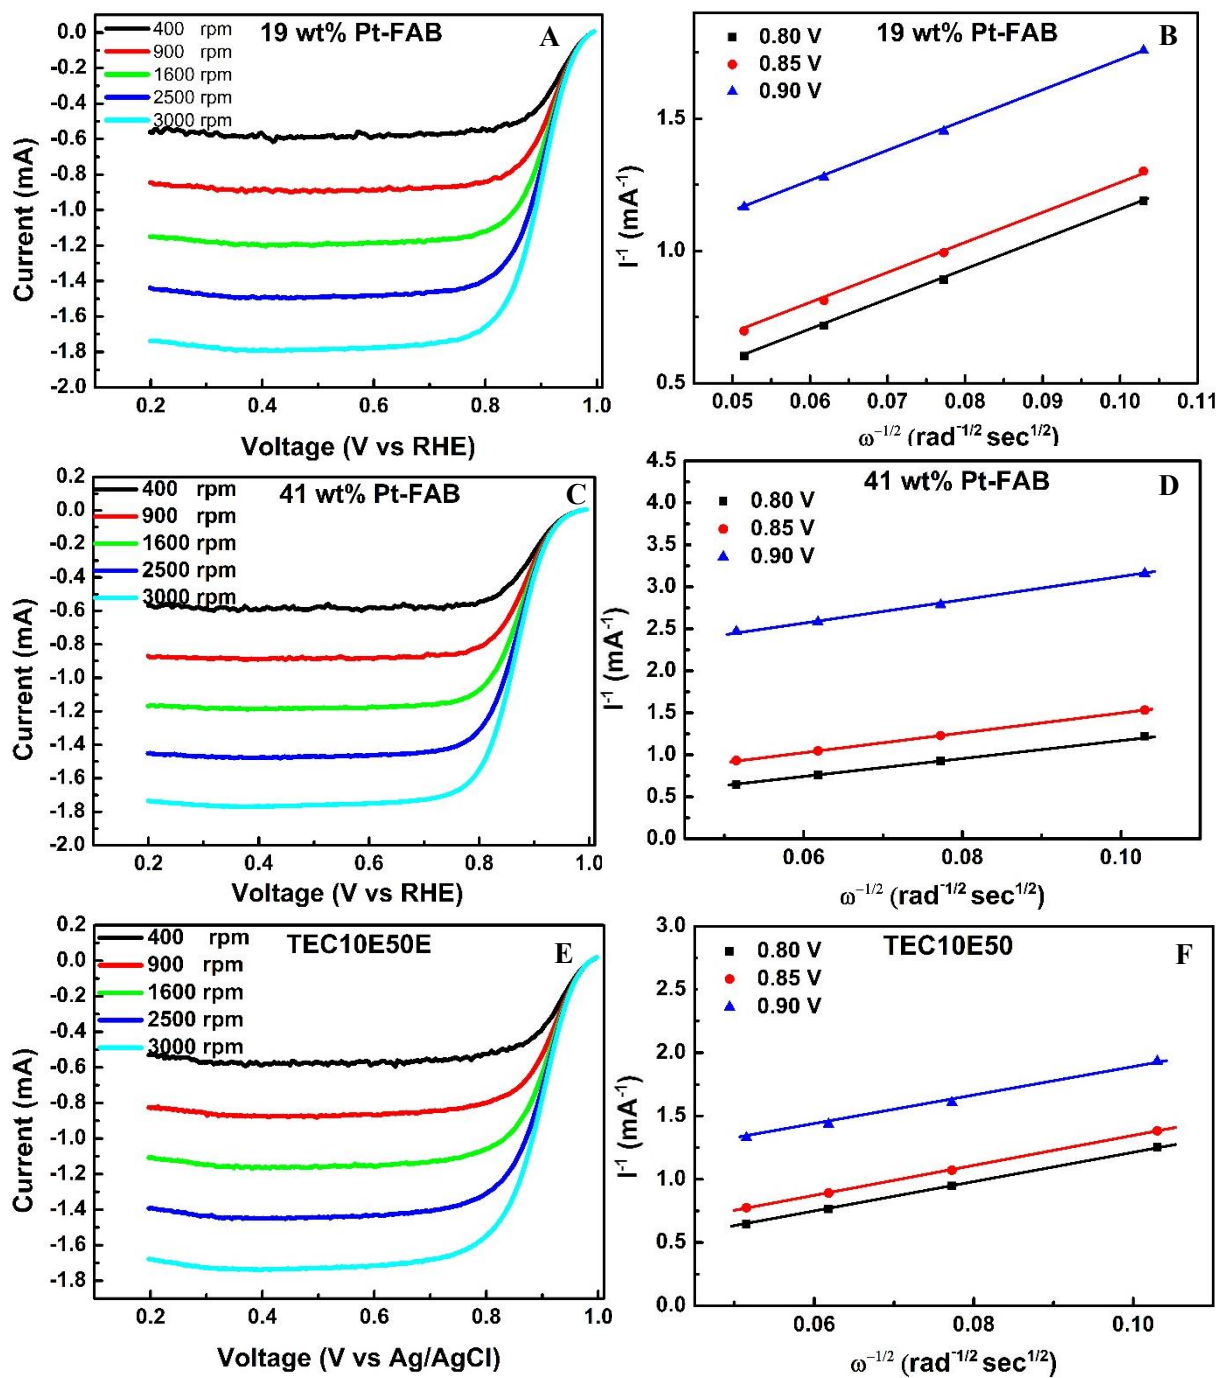 19 wt% Pt-FAB
A
400 rpm
900 rpm
1600 rpm
2500 rpm
3000 rpm
0.0
-0.2
-0.4
-0.6
-0.8
-1.0
-1.2
-1.4
-1.6
-1.8
-2.0
Current (mA)
0.2 0.4 0.6 0.8 1.0
Voltage (V vs RHE)
19 wt% Pt-FAB
B
0.80 V
0.85 V
0.90 V
1.5
1.0
0.5
I⁻¹ (mA⁻¹)
0.05 0.06 0.07 0.08 0.09 0.10 0.11
ω⁻¹/² (rad⁻¹/² sec¹/²)
41 wt% Pt-FAB
C
400 rpm
900 rpm
1600 rpm
2500 rpm
3000 rpm
0.2
0.0
-0.2
-0.4
-0.6
-0.8
-1.0
-1.2
-1.4
-1.6
-1.8
-2.0
Current (mA)
0.2 0.4 0.6 0.8 1.0
Voltage (V vs RHE)
41 wt% Pt-FAB
D
0.80 V
0.85 V
0.90 V
4.5
4.0
3.5
3.0
2.5
2.0
1.5
1.0
0.5
0.0
I⁻¹ (mA⁻¹)
0.06 0.08 0.10
ω⁻¹/² (rad⁻¹/² sec¹/²)
TEC10E50E
E
400 rpm
900 rpm
1600 rpm
2500 rpm
3000 rpm
0.2
0.0
-0.2
-0.4
-0.6
-0.8
-1.0
-1.2
-1.4
-1.6
-1.8
Current (mA)
0.2 0.4 0.6 0.8 1.0
Voltage (V vs Ag/AgCl)
TEC10E50
F
0.80 V
0.85 V
0.90 V
3.0
2.5
2.0
1.5
1.0
0.5
0.0
I⁻¹ (mA⁻¹)
0.06 0.08 0.10
ω⁻¹/² (rad⁻¹/² sec¹/²)